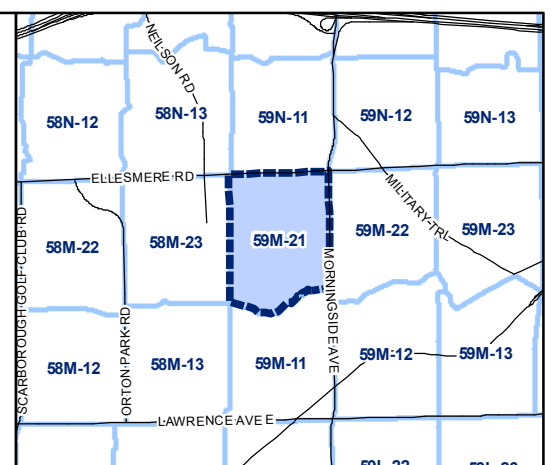 NEILSON RD
58N-12
58N-13
59N-11
59N-12
59N-13
ELLESMERE RD
MILITARY TRL
SCARBOROUGH GOLF CLUB RD
58M-22
58M-23
59M-21
59M-22
59M-23
MORNINGSIDE AVE
ORTON PARK RD
58M-12
58M-13
59M-11
59M-12
59M-13
LAWRENCE AVE E